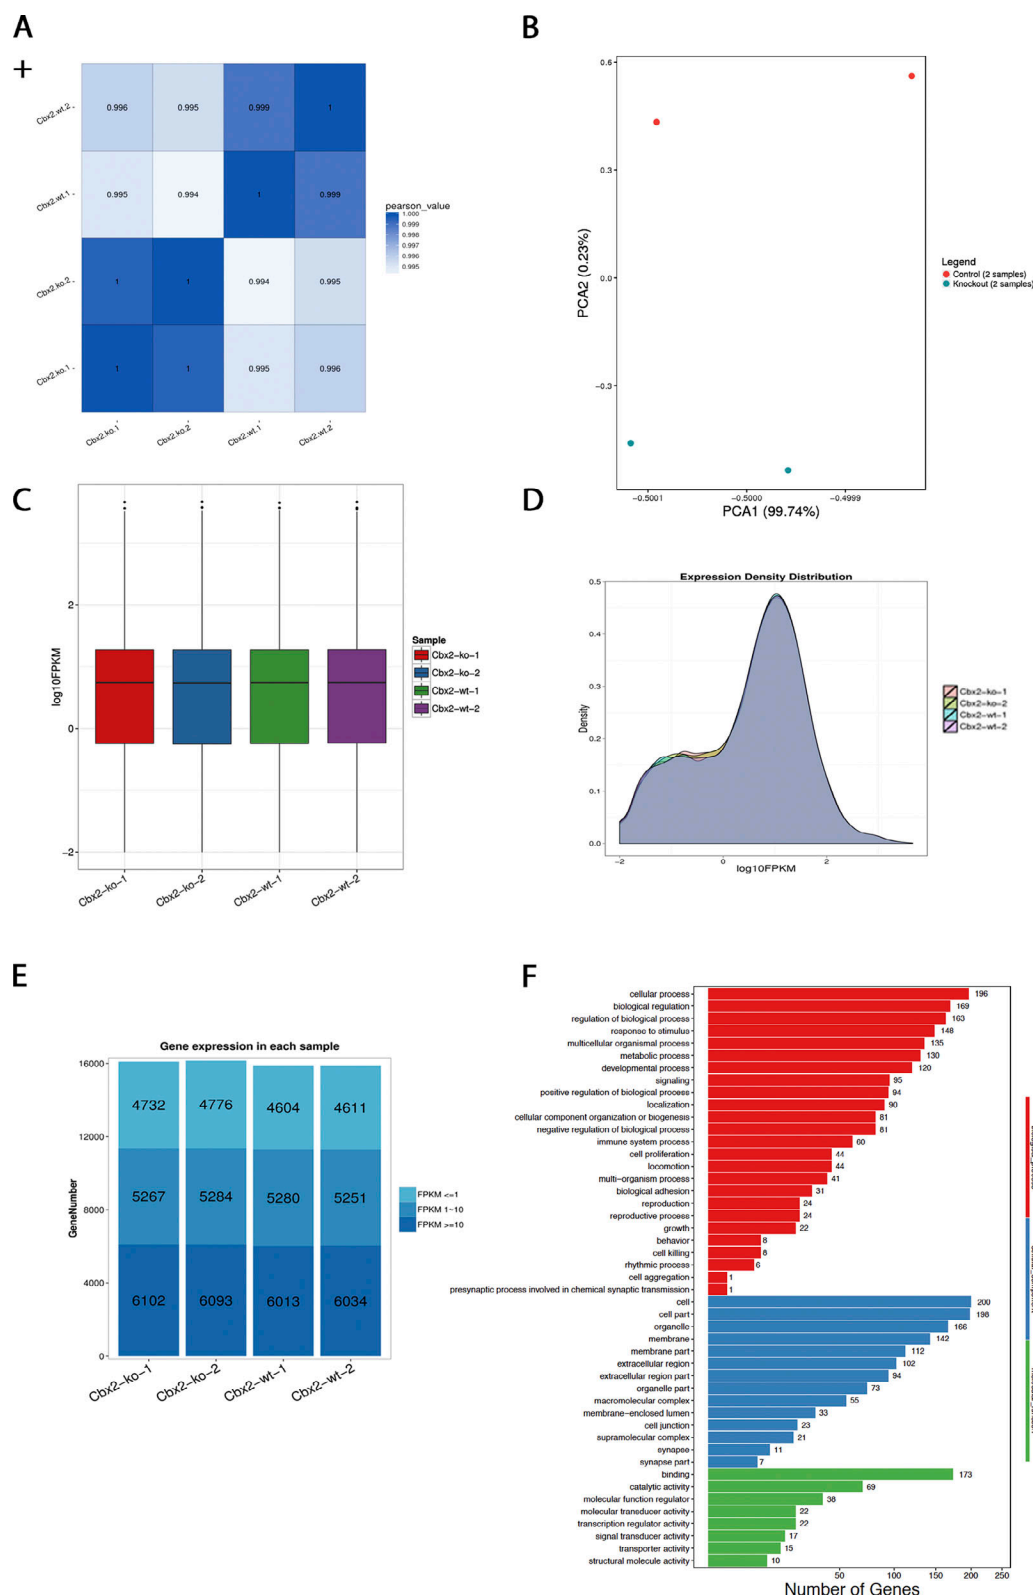 A
+
Cbx2.wt.2
Cbx2.wt.1
Cbx2.ko.2
Cbx2.ko.1
0.996 0.995 0.999 1
0.995 0.994 1 0.999
1 1 0.994 0.995
1 1 0.995 0.996
Cbx2.ko.1 Cbx2.ko.2 Cbx2.wt.1 Cbx2.wt.2
pearson_value
1.000
0.999
0.998
0.997
0.996
0.995
B
PCA2 (0.23%)
0.6
0.3
0.0
−0.3
−0.5001 −0.5000 −0.4999
PCA1 (99.74%)
Legend
Control (2 samples)
Knockout (2 samples)
C
log10FPKM
2
0
−2
Cbx2−ko−1 Cbx2−ko−2 Cbx2−wt−1 Cbx2−wt−2
Sample
Cbx2−ko−1
Cbx2−ko−2
Cbx2−wt−1
Cbx2−wt−2
D
Expression Density Distribution
Density
0.5
0.4
0.3
0.2
0.1
0.0
−2 0 2
log10FPKM
Cbx2−ko−1
Cbx2−ko−2
Cbx2−wt−1
Cbx2−wt−2
E
Gene expression in each sample
GeneNumber
16000
12000
8000
4000
0
4732 4776 4604 4611
5267 5284 5280 5251
6102 6093 6013 6034
Cbx2−ko−1 Cbx2−ko−2 Cbx2−wt−1 Cbx2−wt−2
FPKM <=1
FPKM 1~10
FPKM >=10
F
cellular process 196
biological regulation 169
regulation of biological process 163
response to stimulus 148
multicellular organismal process 135
metabolic process 130
developmental process 120
signaling 95
positive regulation of biological process 94
localization 90
cellular component organization or biogenesis 81
negative regulation of biological process 81
immune system process 60
cell proliferation 44
locomotion 44
multi−organism process 41
biological adhesion 31
reproduction 24
reproductive process 24
growth 22
behavior 8
cell killing 8
rhythmic process 6
cell aggregation 1
presynaptic process involved in chemical synaptic transmission 1
cell 200
cell part 198
organelle 166
membrane 142
membrane part 112
extracellular region 102
extracellular region part 94
organelle part 73
macromolecular complex 55
membrane−enclosed lumen 33
cell junction 23
supramolecular complex 21
synapse 11
synapse part 7
binding 173
catalytic activity 69
molecular function regulator 38
molecular transducer activity 22
transcription regulator activity 22
signal transducer activity 17
transporter activity 15
structural molecule activity 10
50 100 150 200 250
Number of Genes